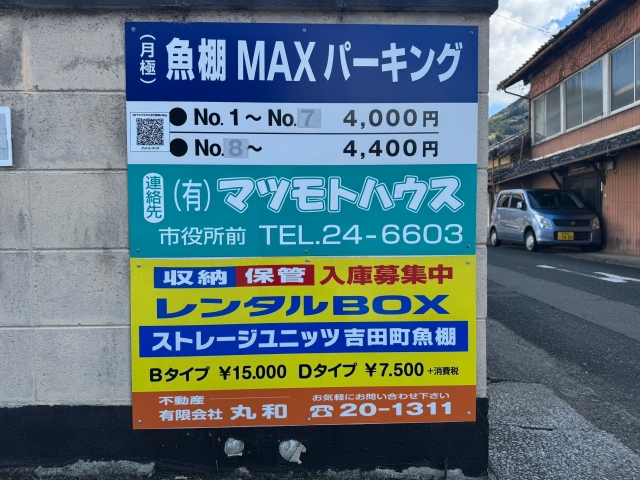 (月極) 魚棚 MAX パーキング
● No. 1～ No. 7 4,000円
● No. 8～ 4,400円
連絡先 (有) マツモトハウス
市役所前 TEL.24-6603
収納 保管 入庫募集中
レンタルBOX
ストレージユニッツ 吉田町魚棚
Bタイプ ¥15.000 Dタイプ ¥7.500 +消費税
不動産 お気軽にお問い合わせ下さい
有限会社 丸和 ☎20-1311